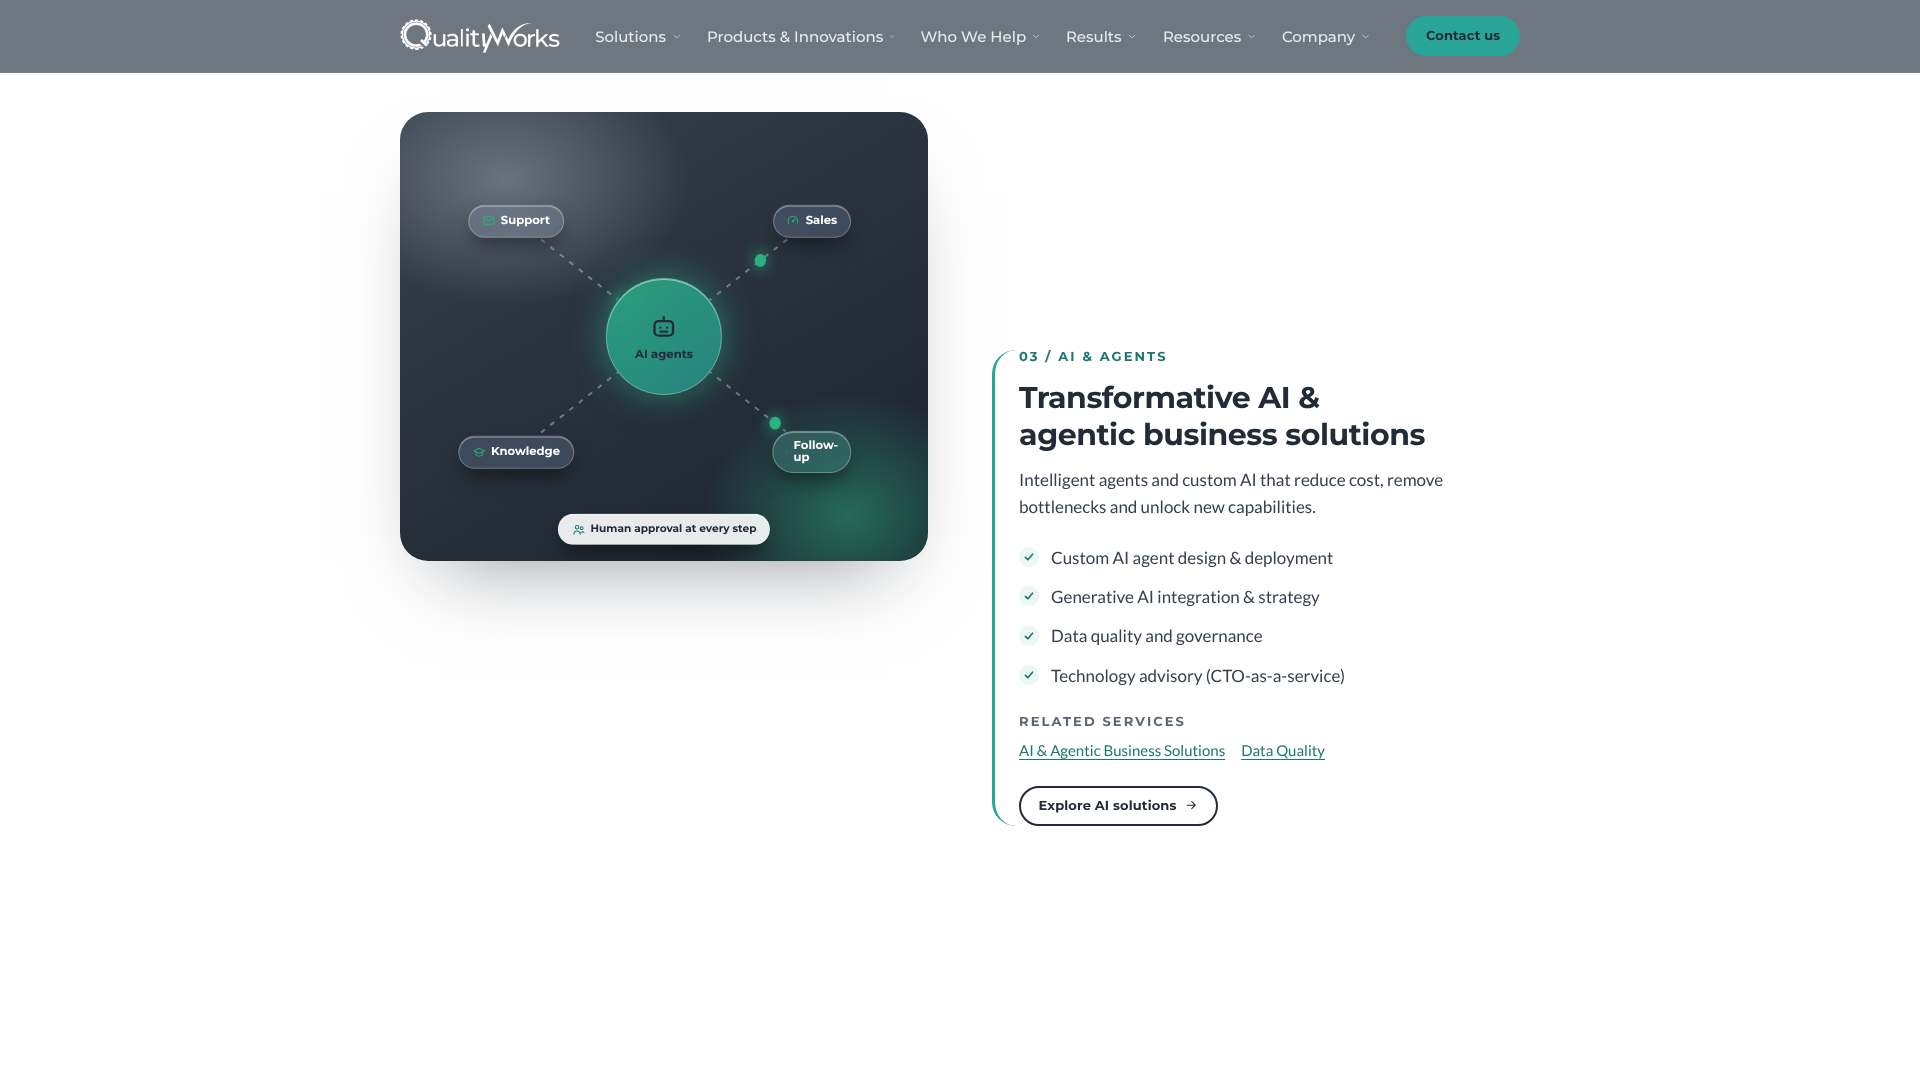 QualityWorks
Solutions
Products & Innovations
Who We Help
Results
Resources
Company
Contact us
Support
Sales
AI agents
Knowledge
Follow-
up
Human approval at every step
03 / AI & AGENTS
Transformative AI &
agentic business solutions
Intelligent agents and custom AI that reduce cost, remove
bottlenecks and unlock new capabilities.
Custom AI agent design & deployment
Generative AI integration & strategy
Data quality and governance
Technology advisory (CTO-as-a-service)
RELATED SERVICES
AI & Agentic Business Solutions
Data Quality
Explore AI solutions